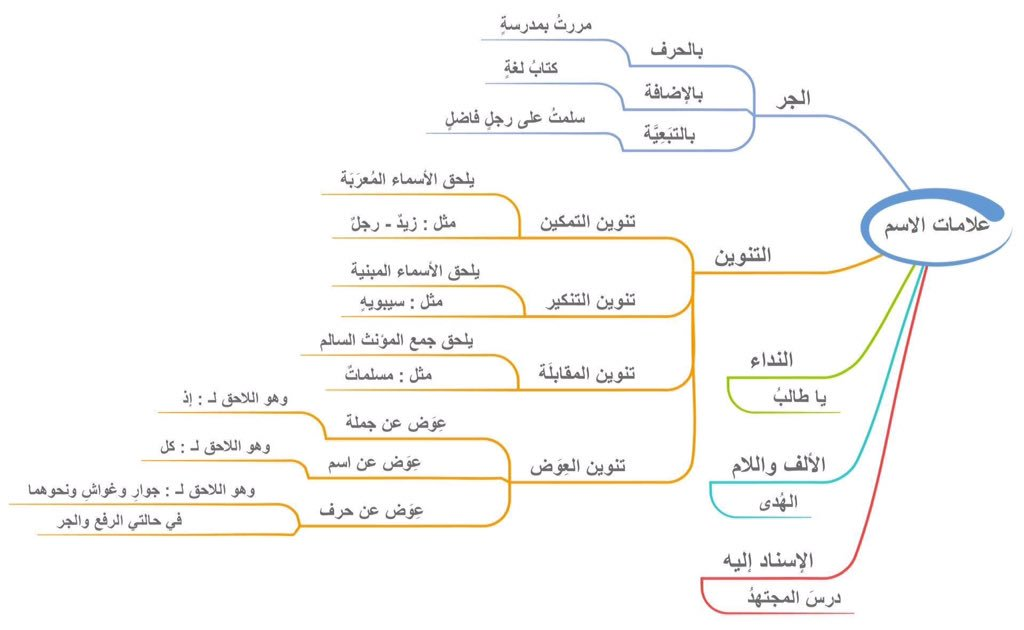 علامات الاسم
الجر
بالحرف
مررتُ بمدرسةٍ
بالإضافة
كتابُ لغةٍ
بالتبَعِيَّة
سلمتُ على رجلٍ فاضلٍ
التنوين
تنوين التمكين
يلحق الأسماء المُعرَبَة
مثل : زيدٌ - رجلٌ
تنوين التنكير
يلحق الأسماء المبنية
مثل : سيبويهٍ
تنوين المقابلَة
يلحق جمع المؤنث السالم
مثل : مسلماتٌ
تنوين العِوَض
عِوَض عن جملة
وهو اللاحق لـ : إذ
عِوَض عن اسم
وهو اللاحق لـ : كل
عِوَض عن حرف
وهو اللاحق لـ : جوارِ وغواشِ ونحوهما
في حالتي الرفع والجر
النداء
يا طالبُ
الألف واللام
الهُدى
الإسناد إليه
درسَ المجتهدُ